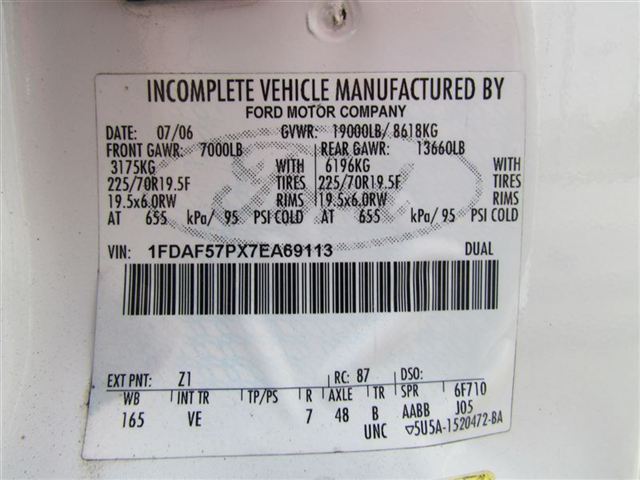 INCOMPLETE VEHICLE MANUFACTURED BY
FORD MOTOR COMPANY
DATE: 07/06 GVWR: 19000LB/ 8618KG
FRONT GAWR: 7000LB REAR GAWR: 13660LB
3175KG WITH 6196KG WITH
225/70R19.5F TIRES 225/70R19.5F TIRES
19.5x6.0RW RIMS 19.5x6.0RW RIMS
AT 655 kPa/ 95 PSI COLD AT 655 kPa/ 95 PSI COLD
VIN: 1FDAF57PX7EA69113 DUAL
EXT PNT: Z1 RC: 87 DSO:
WB INT TR TP/PS R AXLE TR SPR 6F710
165 VE 7 48 B AABB J05
UNC ▽5U5A-1520472-BA